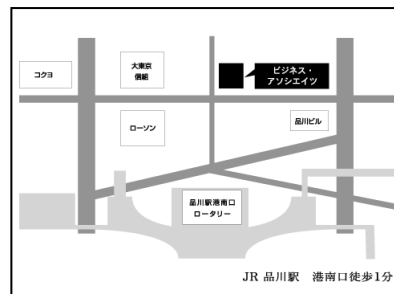 コクヨ
大東京
信組
ビジネス・
アソシエイツ
ローソン
品川ビル
品川駅港南口
ロータリー
JR 品川駅　港南口徒歩1分